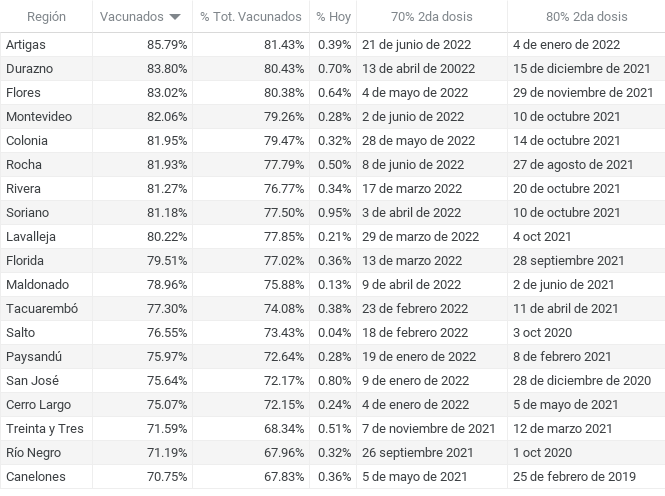 Región Vacunados % Tot. Vacunados % Hoy 70% 2da dosis 80% 2da dosis
Artigas 85.79% 81.43% 0.39% 21 de junio de 2022 4 de enero de 2022
Durazno 83.80% 80.43% 0.70% 13 de abril de 20022 15 de diciembre de 2021
Flores 83.02% 80.38% 0.64% 4 de mayo de 2022 29 de noviembre de 2021
Montevideo 82.06% 79.26% 0.28% 2 de junio de 2022 10 de octubre 2021
Colonia 81.95% 79.47% 0.32% 28 de mayo de 2022 14 de octubre 2021
Rocha 81.93% 77.79% 0.50% 8 de junio de 2022 27 de agosto de 2021
Rivera 81.27% 76.77% 0.34% 17 de marzo 2022 20 de octubre 2021
Soriano 81.18% 77.50% 0.95% 3 de abril de 2022 10 de octubre 2021
Lavalleja 80.22% 77.85% 0.21% 29 de marzo de 2022 4 oct 2021
Florida 79.51% 77.02% 0.36% 13 de marzo 2022 28 septiembre 2021
Maldonado 78.96% 75.88% 0.13% 9 de abril de 2022 2 de junio de 2021
Tacuarembó 77.30% 74.08% 0.38% 23 de febrero 2022 11 de abril de 2021
Salto 76.55% 73.43% 0.04% 18 de febrero 2022 3 oct 2020
Paysandú 75.97% 72.64% 0.28% 19 de enero de 2022 8 de febrero 2021
San José 75.64% 72.17% 0.80% 9 de enero de 2022 28 de diciembre de 2020
Cerro Largo 75.07% 72.15% 0.24% 4 de enero de 2022 5 de mayo de 2021
Treinta y Tres 71.59% 68.34% 0.51% 7 de noviembre de 2021 12 de marzo 2021
Río Negro 71.19% 67.96% 0.32% 26 septiembre 2021 1 oct 2020
Canelones 70.75% 67.83% 0.36% 5 de mayo de 2021 25 de febrero de 2019